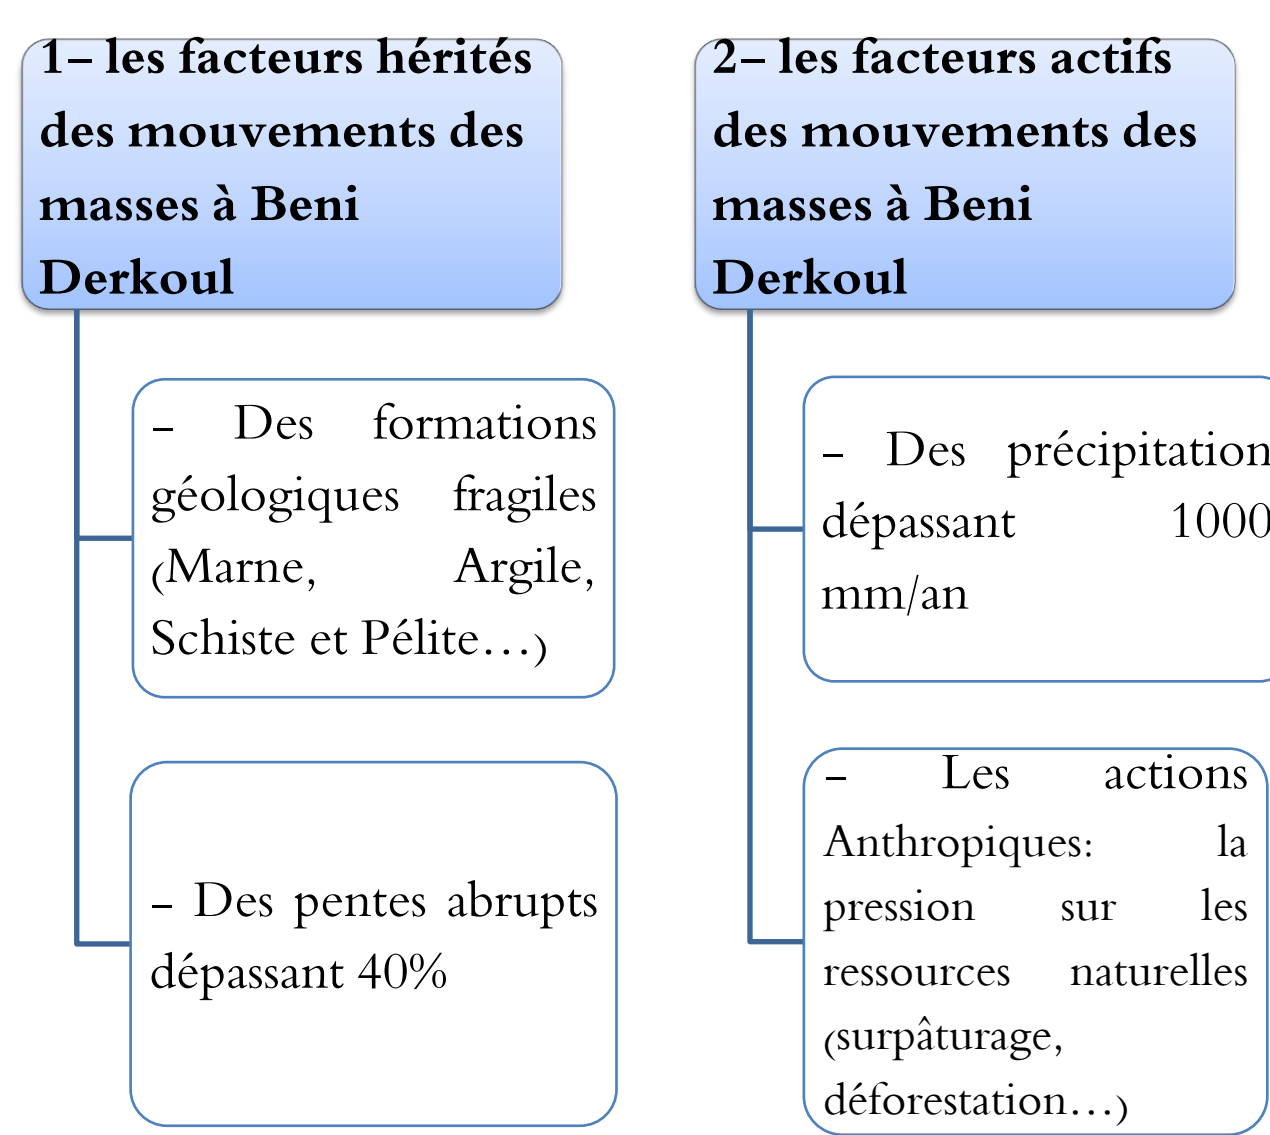 1– les facteurs hérités
des mouvements des
masses à Beni
Derkoul
– Des formations
géologiques fragiles
(Marne, Argile,
Schiste et Pélite…)
– Des pentes abrupts
dépassant 40%
2– les facteurs actifs
des mouvements des
masses à Beni
Derkoul
– Des précipitation
dépassant 1000
mm/an
– Les actions
Anthropiques: la
pression sur les
ressources naturelles
(surpâturage,
déforestation…)